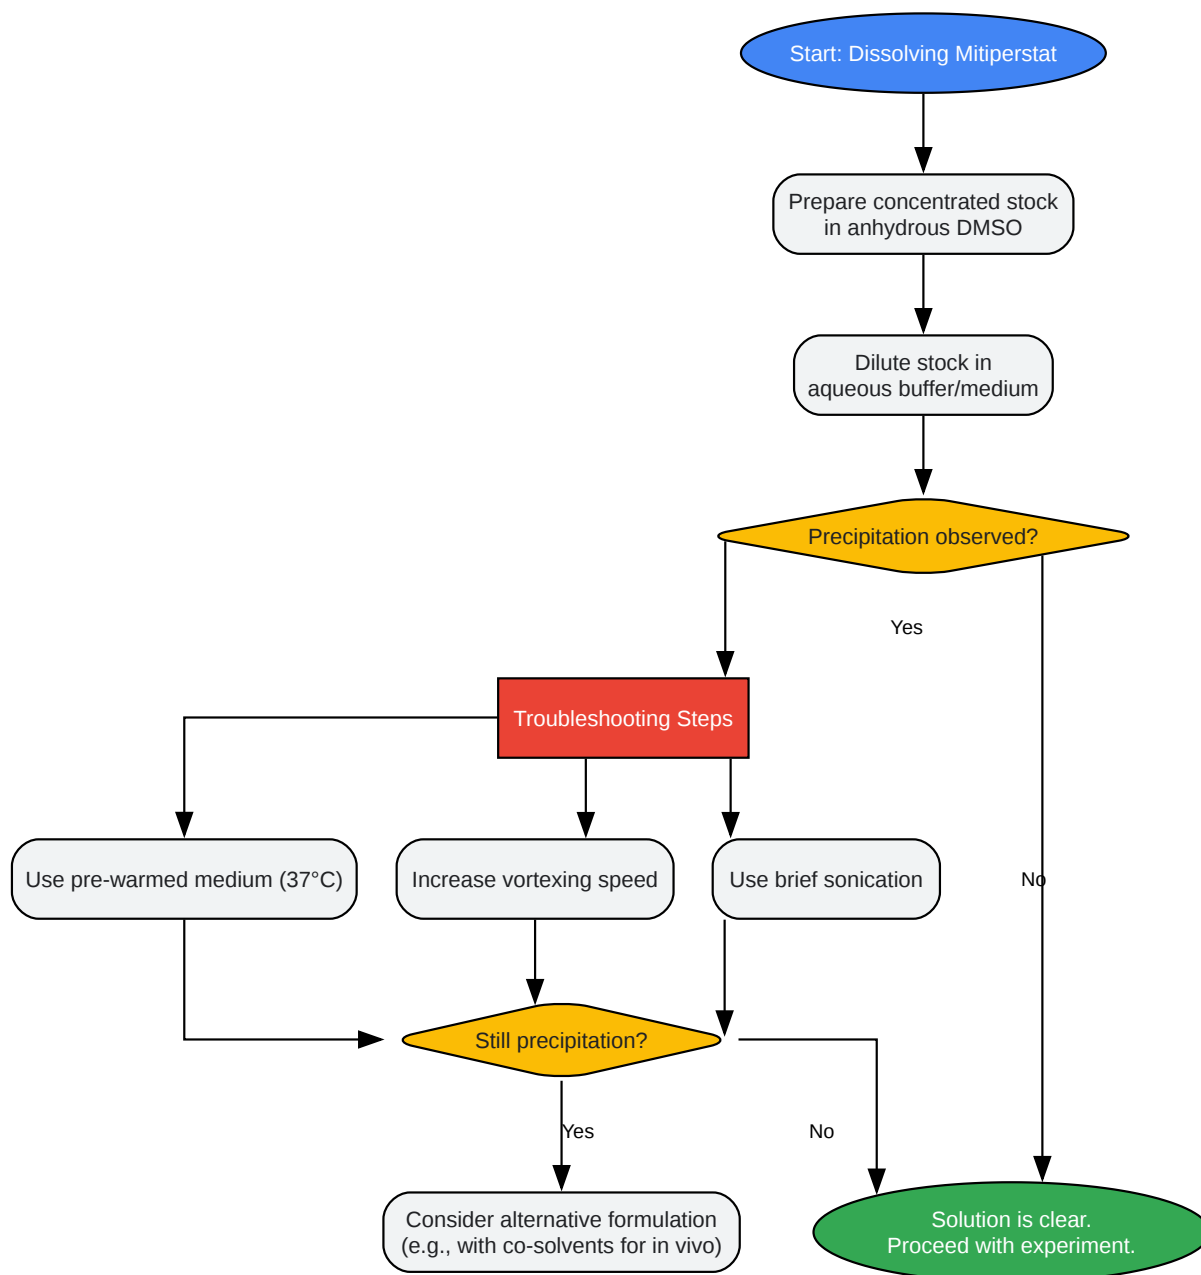 Start: Dissolving Mitiperstat
Prepare concentrated stock
in anhydrous DMSO
Dilute stock in
aqueous buffer/medium
Precipitation observed?
Yes
Troubleshooting Steps
Use pre-warmed medium (37°C)
Increase vortexing speed
Use brief sonication
No
Still precipitation?
Yes
No
Consider alternative formulation
(e.g., with co-solvents for in vivo)
Solution is clear.
Proceed with experiment.